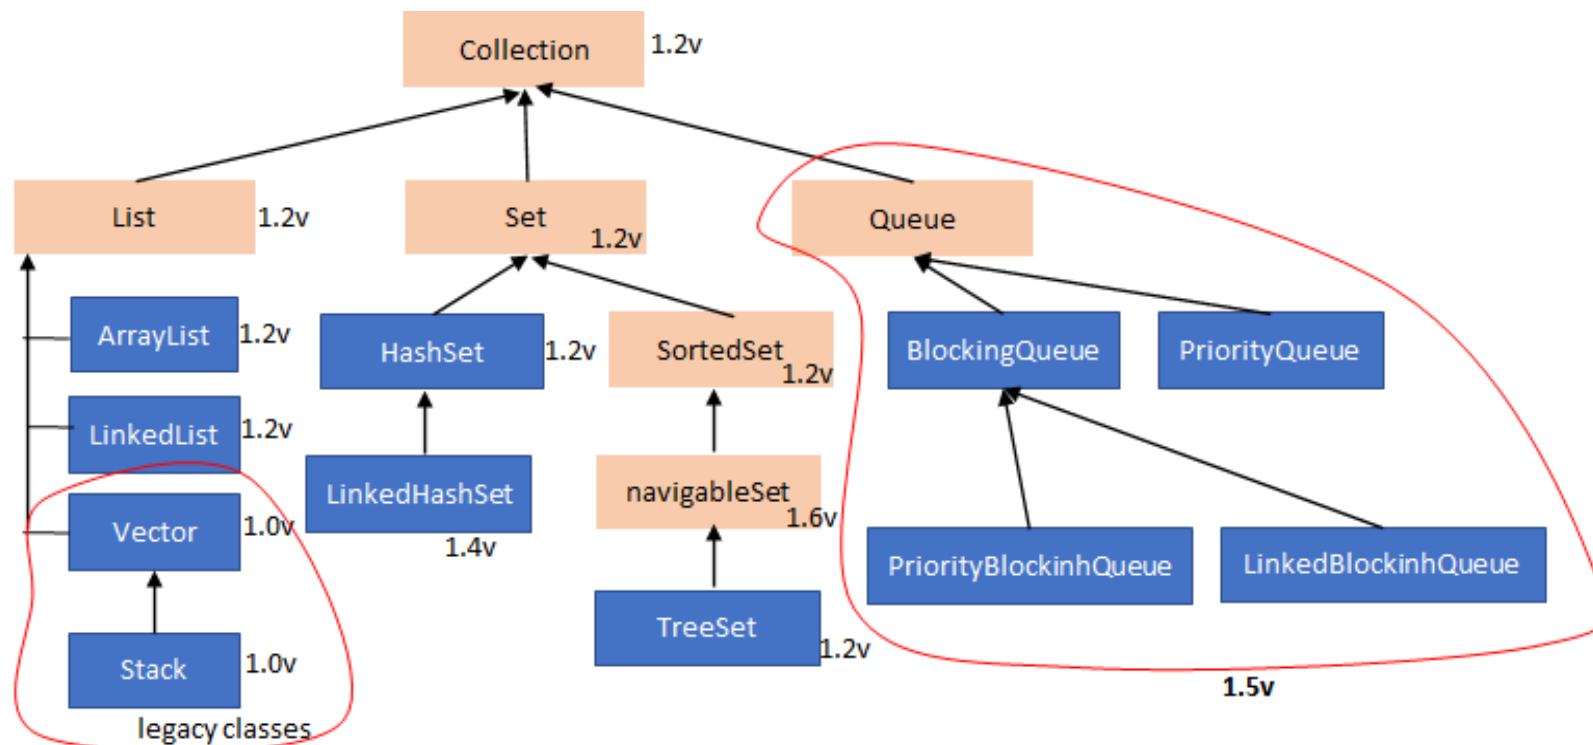 Collection
1.2v
List
1.2v
Set
1.2v
Queue
ArrayList
1.2v
HashSet
1.2v
SortedSet
1.2v
BlockingQueue
PriorityQueue
LinkedList
1.2v
LinkedHashSet
1.4v
navigableSet
1.6v
Vector
1.0v
PriorityBlockinhQueue
LinkedBlockinhQueue
TreeSet
1.2v
Stack
1.0v
legacy classes
1.5v